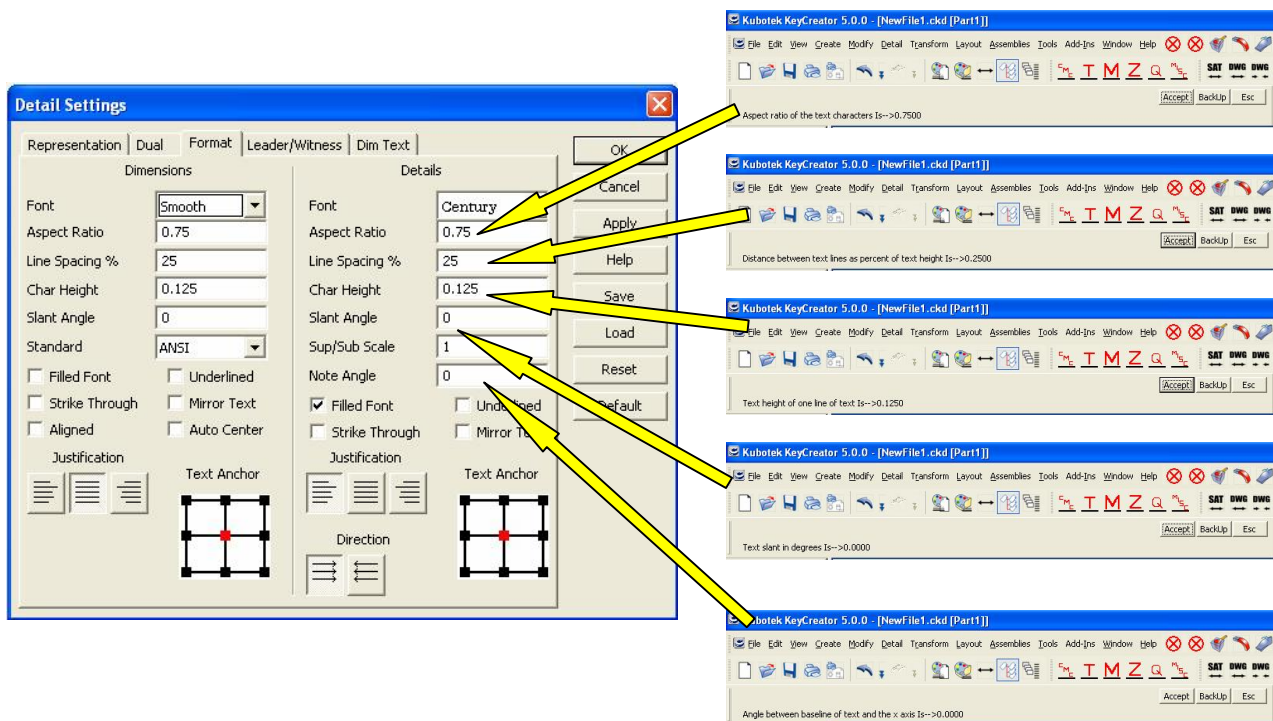 Detail Settings
Representation Dual Format Leader/Witness Dim Text
Dimensions
Font Smooth
Aspect Ratio 0.75
Line Spacing % 25
Char Height 0.125
Slant Angle 0
Standard ANSI
Filled Font Underlined
Strike Through Mirror Text
Aligned Auto Center
Justification
Text Anchor
Details
Font Century
Aspect Ratio 0.75
Line Spacing % 25
Char Height 0.125
Slant Angle 0
Sup/Sub Scale 1
Note Angle 0
Filled Font Underlined
Strike Through Mirror
Justification
Text Anchor
Direction
OK
Cancel
Apply
Help
Save
Load
Reset
Default
Kubotek KeyCreator 5.0.0 - [NewFile1.ckd [Part1]]
File Edit View Create Modify Detail Transform Layout Assemblies Tools Add-Ins Window Help
T M Z Q SAT DWG DWG
Accept BackUp Esc
Aspect ratio of the text characters Is-->0.7500
Kubotek KeyCreator 5.0.0 - [NewFile1.ckd [Part1]]
File Edit View Create Modify Detail Transform Layout Assemblies Tools Add-Ins Window Help
T M Z Q SAT DWG DWG
Accept BackUp Esc
Distance between text lines as percent of text height Is-->0.2500
Kubotek KeyCreator 5.0.0 - [NewFile1.ckd [Part1]]
File Edit View Create Modify Detail Transform Layout Assemblies Tools Add-Ins Window Help
T M Z Q SAT DWG DWG
Accept BackUp Esc
Text height of one line of text Is-->0.1250
Kubotek KeyCreator 5.0.0 - [NewFile1.ckd [Part1]]
File Edit View Create Modify Detail Transform Layout Assemblies Tools Add-Ins Window Help
T M Z Q SAT DWG DWG
Accept BackUp Esc
Text slant in degrees Is-->0.0000
Kubotek KeyCreator 5.0.0 - [NewFile1.ckd [Part1]]
File Edit View Create Modify Detail Transform Layout Assemblies Tools Add-Ins Window Help
T M Z Q SAT DWG DWG
Accept BackUp Esc
Angle between baseline of text and the x axis Is-->0.0000